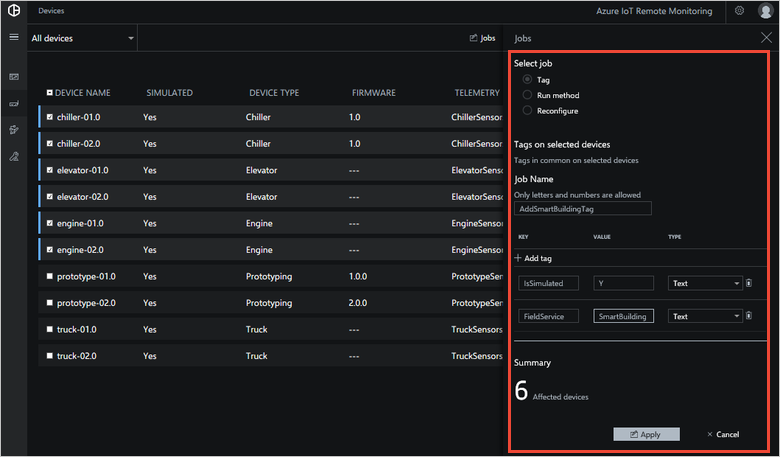 Devices
Azure IoT Remote Monitoring
All devices
Jobs
Jobs
DEVICE NAME SIMULATED DEVICE TYPE FIRMWARE TELEMETRY
chiller-01.0 Yes Chiller 1.0 ChillerSensor
chiller-02.0 Yes Chiller 1.0 ChillerSensor
elevator-01.0 Yes Elevator --- ElevatorSenso
elevator-02.0 Yes Elevator --- ElevatorSenso
engine-01.0 Yes Engine --- EngineSensor
engine-02.0 Yes Engine --- EngineSensor
prototype-01.0 Yes Prototyping 1.0.0 PrototypeSen
prototype-02.0 Yes Prototyping 2.0.0 PrototypeSen
truck-01.0 Yes Truck --- TruckSensors
truck-02.0 Yes Truck --- TruckSensors
Select job
Tag
Run method
Reconfigure
Tags on selected devices
Tags in common on selected devices
Job Name
Only letters and numbers are allowed
AddSmartBuildingTag
KEY VALUE TYPE
+ Add tag
IsSimulated Y Text
FieldService SmartBuilding Text
Summary
6 Affected devices
Apply × Cancel